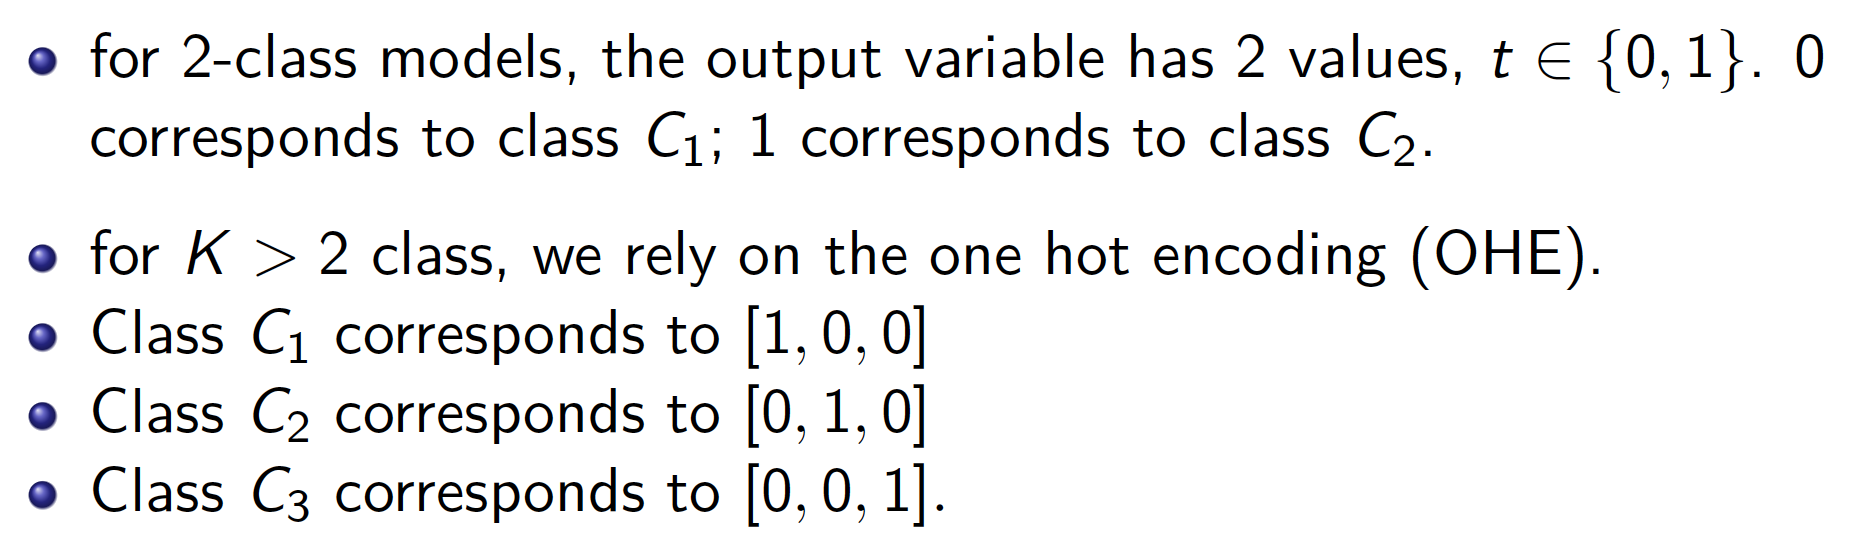 for 2-class models, the output variable has 2 values, t ∈ {0, 1}. 0
corresponds to class C₁; 1 corresponds to class C₂.
for K > 2 class, we rely on the one hot encoding (OHE).
Class C₁ corresponds to [1, 0, 0]
Class C₂ corresponds to [0, 1, 0]
Class C₃ corresponds to [0, 0, 1].